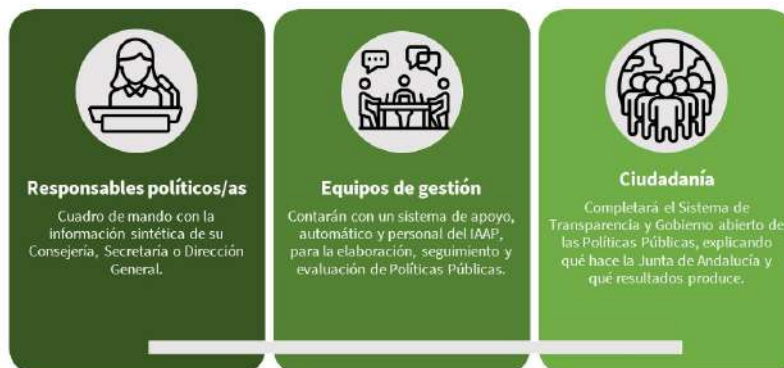 Responsables políticos/as
Cuadro de mando con la
información sintética de su
Consejería, Secretaría o Dirección
General.
Equipos de gestión
Contarán con un sistema de apoyo,
automático y personal del IAAP,
para la elaboración, seguimiento y
evaluación de Políticas Públicas.
Ciudadanía
Completará el Sistema de
Transparencia y Gobierno abierto de
las Políticas Públicas, explicando
qué hace la Junta de Andalucía y
qué resultados produce.